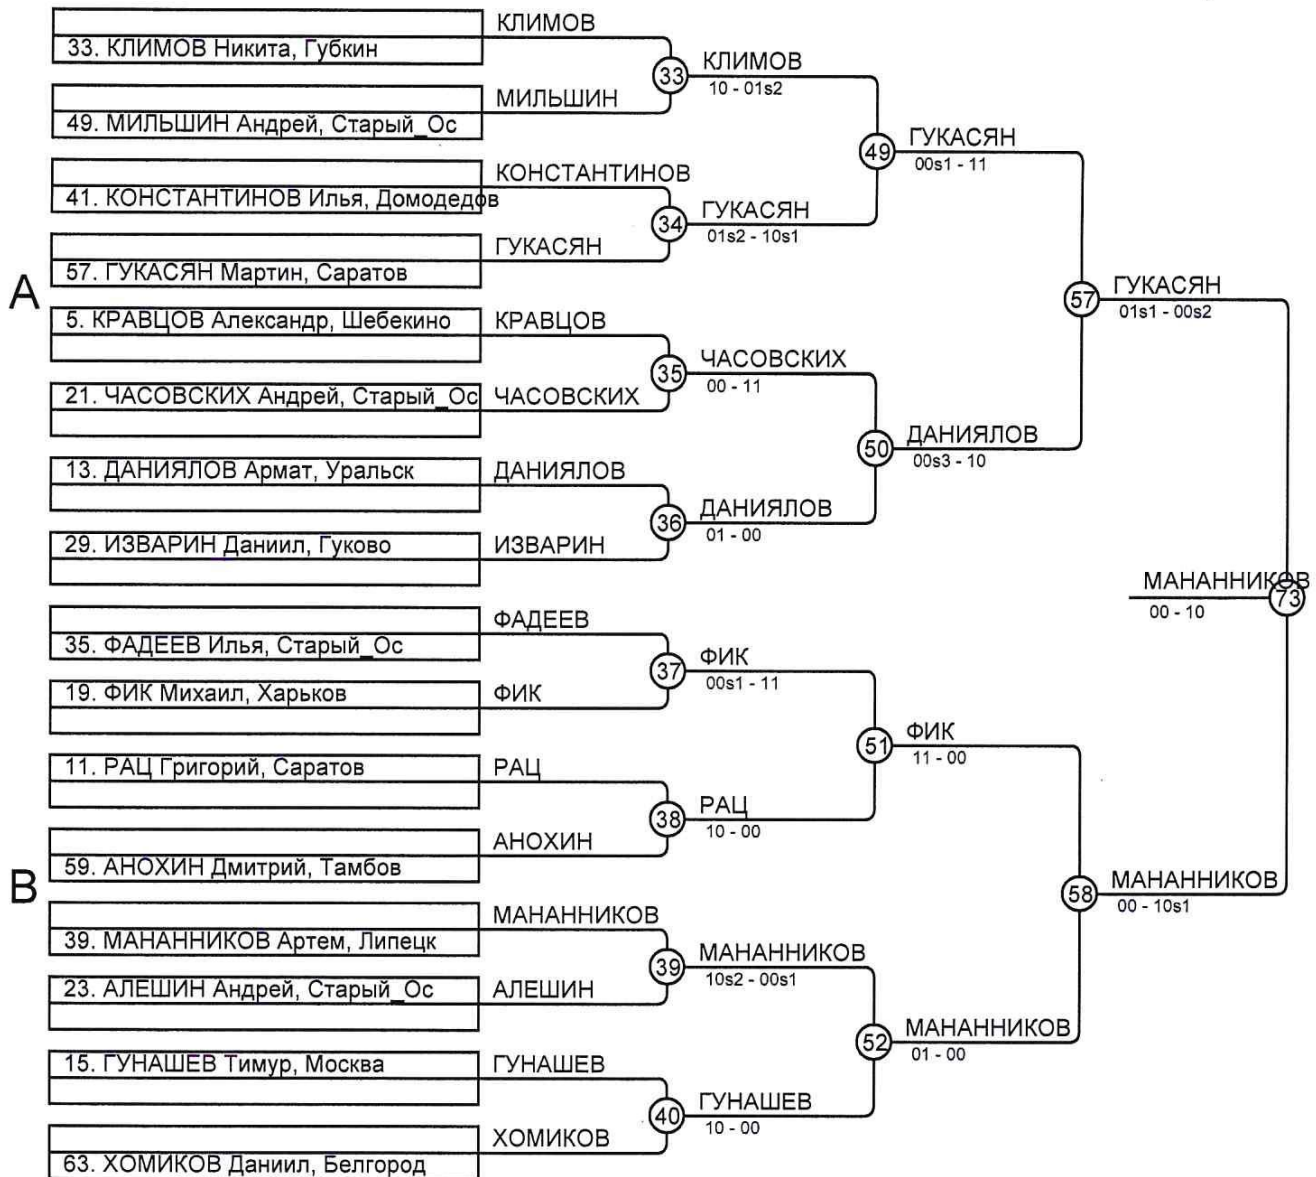 КЛИМОВ
33. КЛИМОВ Никита, Губкин
33
КЛИМОВ
10 - 01s2
МИЛЬШИН
49. МИЛЬШИН Андрей, Старый_Ос
49
ГУКАСЯН
00s1 - 11
КОНСТАНТИНОВ
41. КОНСТАНТИНОВ Илья, Домодедов
34
ГУКАСЯН
01s2 - 10s1
ГУКАСЯН
57. ГУКАСЯН Мартин, Саратов
A
57
ГУКАСЯН
01s1 - 00s2
5. КРАВЦОВ Александр, Шебекино
КРАВЦОВ
35
ЧАСОВСКИХ
00 - 11
21. ЧАСОВСКИХ Андрей, Старый_Ос
ЧАСОВСКИХ
50
ДАНИЯЛОВ
00s3 - 10
13. ДАНИЯЛОВ Армат, Уральск
ДАНИЯЛОВ
36
ДАНИЯЛОВ
01 - 00
29. ИЗВАРИН Даниил, Гуково
ИЗВАРИН
МАНАННИКОВ
73
00 - 10
ФАДЕЕВ
35. ФАДЕЕВ Илья, Старый_Ос
37
ФИК
00s1 - 11
19. ФИК Михаил, Харьков
ФИК
51
ФИК
11 - 00
11. РАЦ Григорий, Саратов
РАЦ
38
РАЦ
10 - 00
АНОХИН
59. АНОХИН Дмитрий, Тамбов
B
58
МАНАННИКОВ
00 - 10s1
МАНАННИКОВ
39. МАНАННИКОВ Артем, Липецк
39
МАНАННИКОВ
10s2 - 00s1
23. АЛЕШИН Андрей, Старый_Ос
АЛЕШИН
52
МАНАННИКОВ
01 - 00
15. ГУНАШЕВ Тимур, Москва
ГУНАШЕВ
40
ГУНАШЕВ
10 - 00
ХОМИКОВ
63. ХОМИКОВ Даниил, Белгород